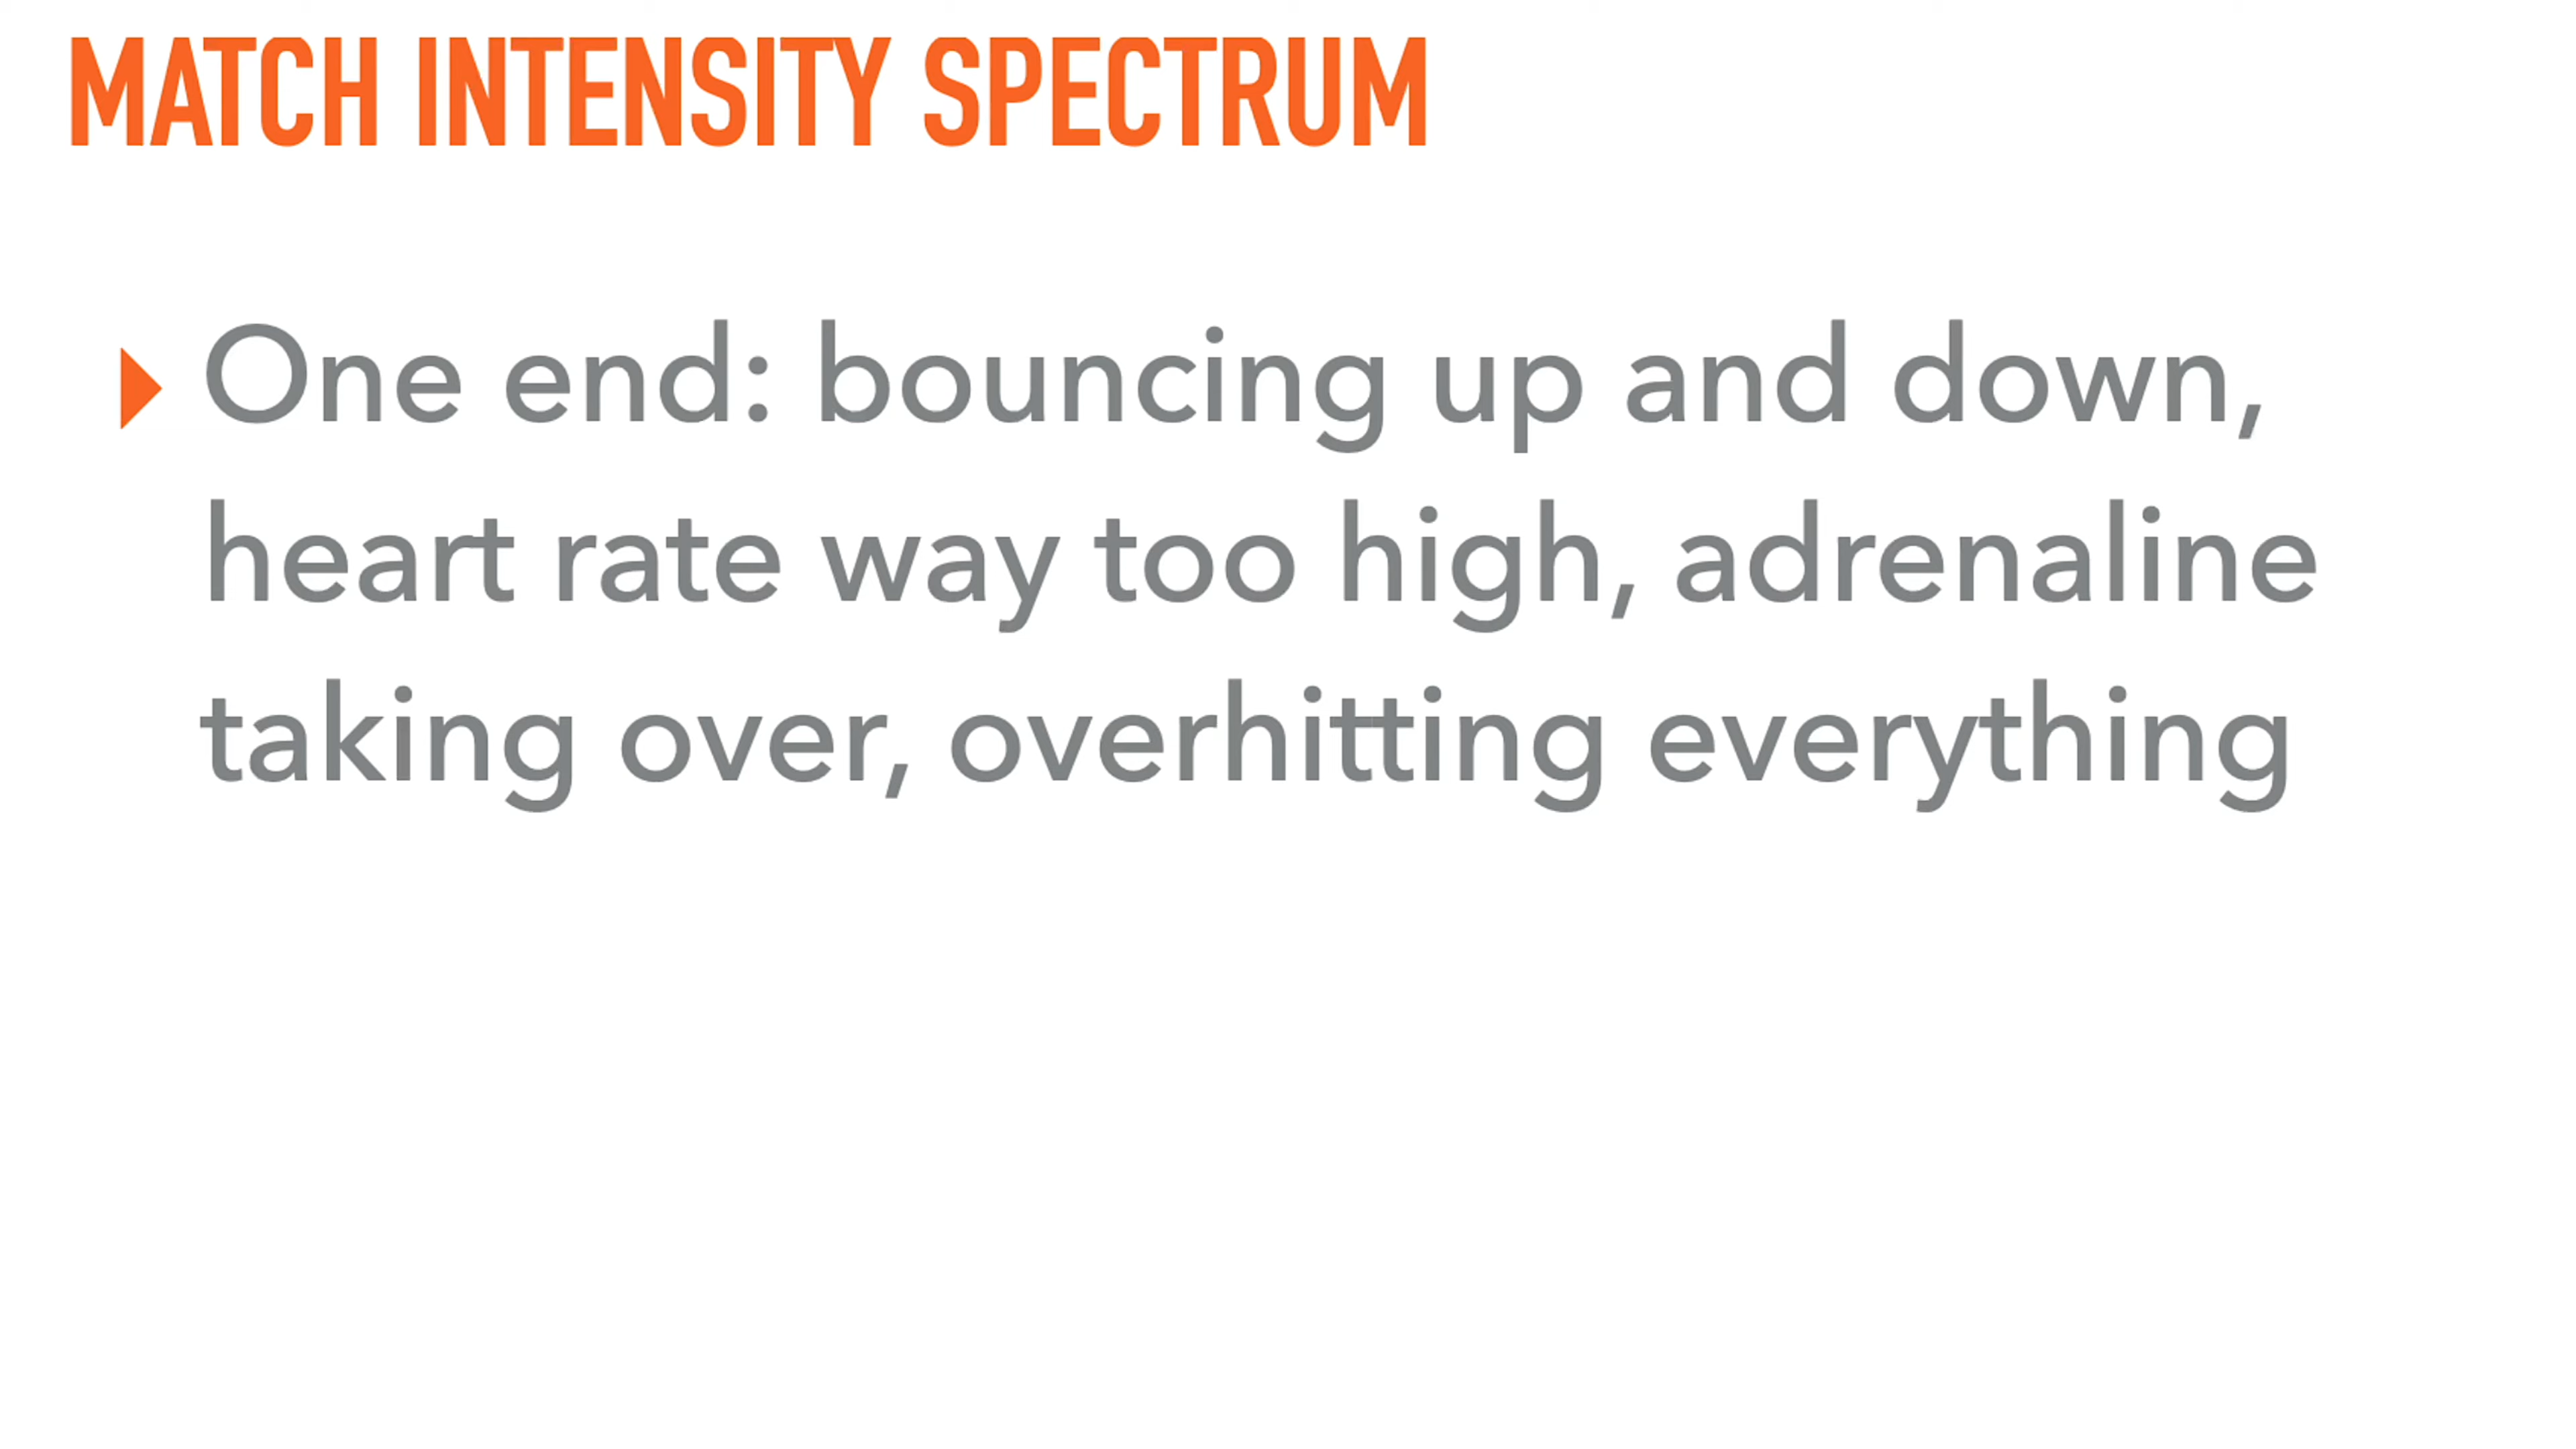 MATCH INTENSITY SPECTRUM
One end: bouncing up and down,
heart rate way too high, adrenaline
taking over, overhitting everything